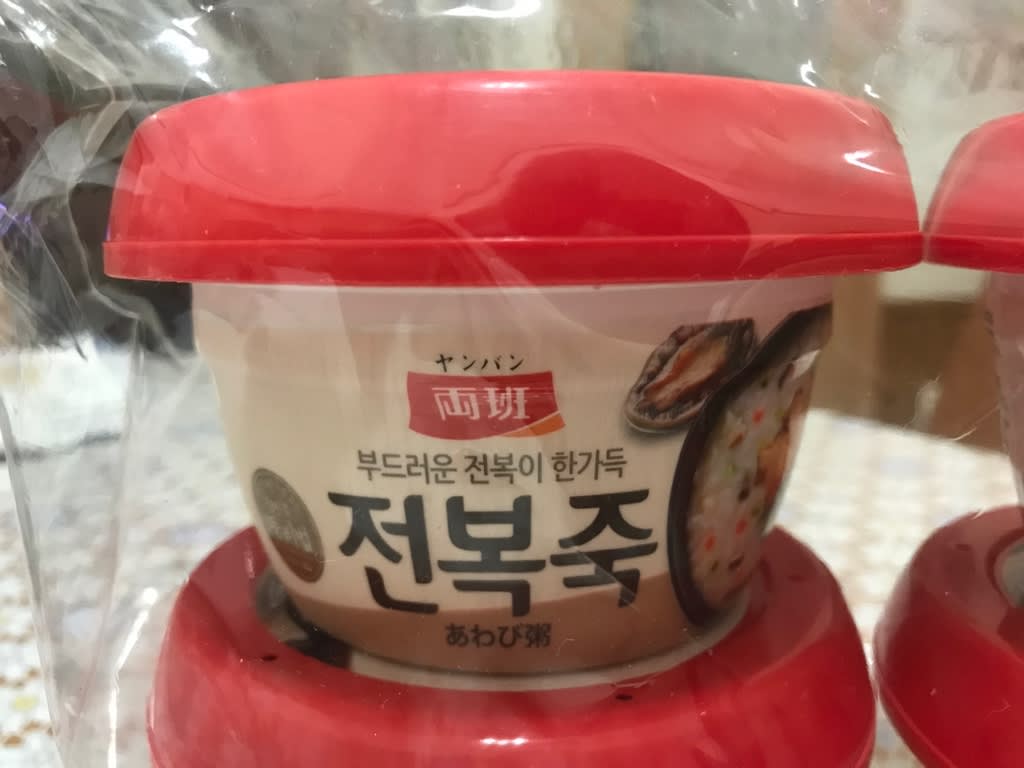 ヤンバン
両班
부드러운 전복이 한가득
전복죽
あわび粥